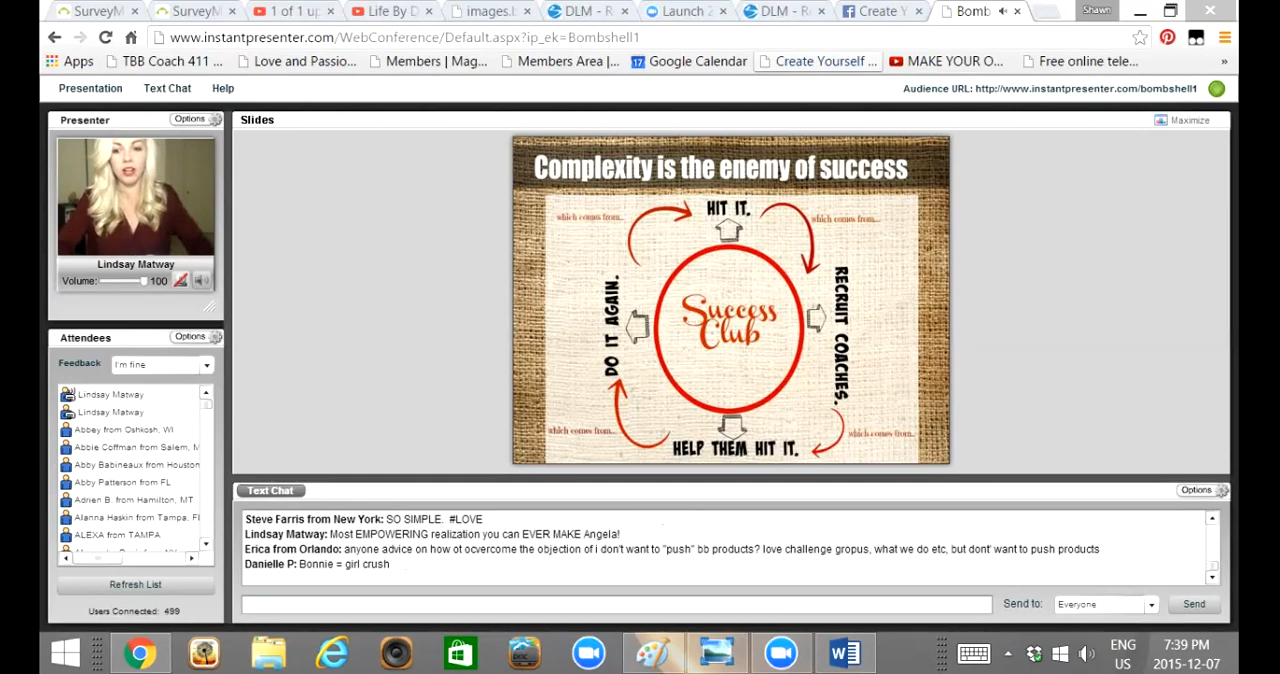 SurveyM
SurveyM
1 of 1 up
Life By D
images.b
DLM - R
Launch 2
DLM - R
Create Y
Bomb
Shawn
www.instantpresenter.com/WebConference/Default.aspx?ip_ek=Bombshell1
Apps
TBB Coach 411 ...
Love and Passio...
Members | Mag...
Members Area |...
Google Calendar
Create Yourself ...
MAKE YOUR O...
Free online tele...
»
Presentation
Text Chat
Help
Audience URL: http://www.instantpresenter.com/bombshell1
Presenter
Options
Lindsay Matway
Volume:
100
Attendees
Options
Feedback
I'm fine
Lindsay Matway
Lindsay Matway
Abbey from Oshkosh, WI
Abbie Coffman from Salem, M
Abby Babineaux from Houston
Abby Patterson from FL
Adrien B. from Hamilton, MT
Alanna Haskin from Tampa, FL
ALEXA from TAMPA
Refresh List
Users Connected: 499
Slides
Maximize
Complexity is the enemy of success
which comes from...
HIT IT.
which comes from...
DO IT AGAIN.
Success
Club
RECRUIT COACHES.
which comes from...
HELP THEM HIT IT.
which comes from...
Text Chat
Options
Steve Farris from New York: SO SIMPLE. #LOVE
Lindsay Matway: Most EMPOWERING realization you can EVER MAKE Angela!
Erica from Orlando: anyone advice on how ot ocvercome the objection of i don't want to "push" bb products? love challenge gropus, what we do etc, but dont' want to push products
Danielle P: Bonnie = girl crush
Send to:
Everyone
Send
ENG
US
7:39 PM
2015-12-07